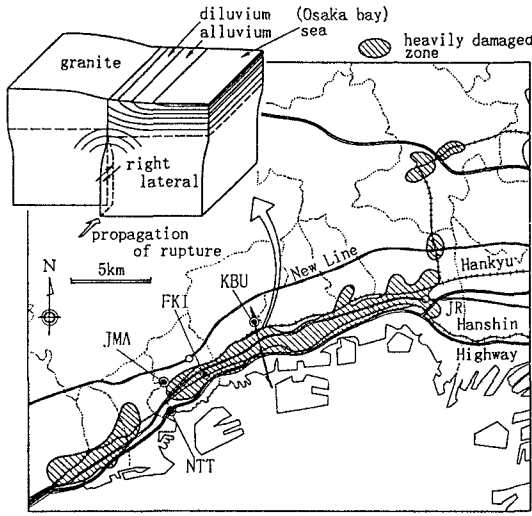 diluvium (Osaka bay)
alluvium sea
granite
heavily damaged
zone
right
lateral
propagation
of rupture
5km
N
New Line
KBU
Hankyu
FKI
JR
JMA
Hanshin
Highway
NTT